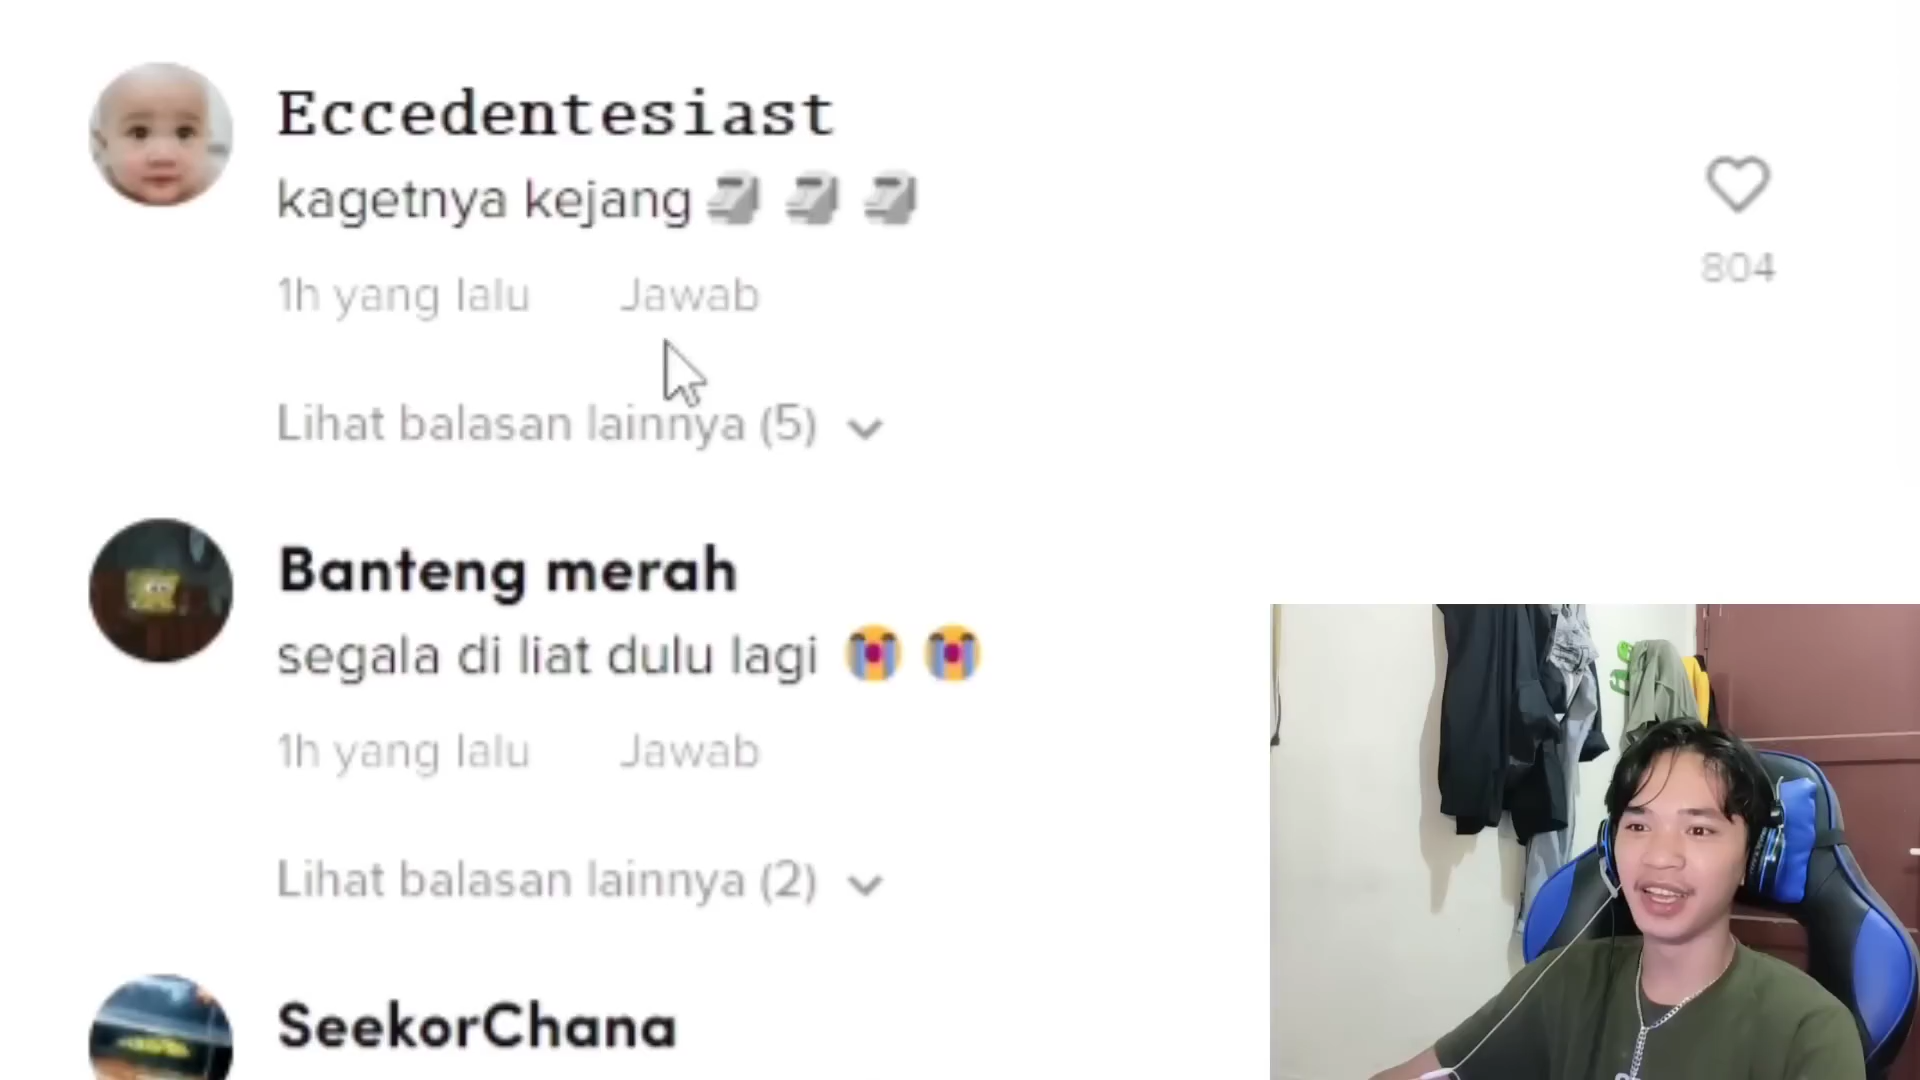 Eccedentesiast
kagetnya kejang 🗿 🗿 🗿
804
1h yang lalu Jawab
Lihat balasan lainnya (5)
Banteng merah
segala di liat dulu lagi 😭 😭
1h yang lalu Jawab
Lihat balasan lainnya (2)
SeekorChana